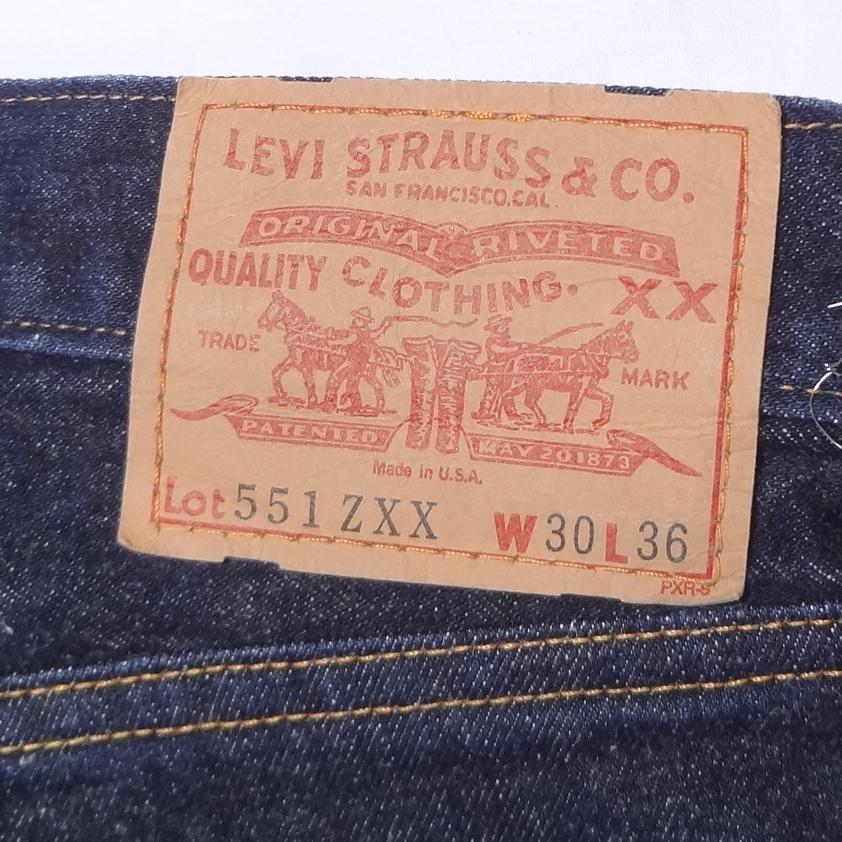 LEVI STRAUSS & CO.
SAN FRANCISCO,CAL.
ORIGINAL RIVETED
QUALITY CLOTHING. XX
TRADE MARK
PATENTED MAY 20 1873
Made in U.S.A.
Lot 551 ZXX W30 L36
PXR-9